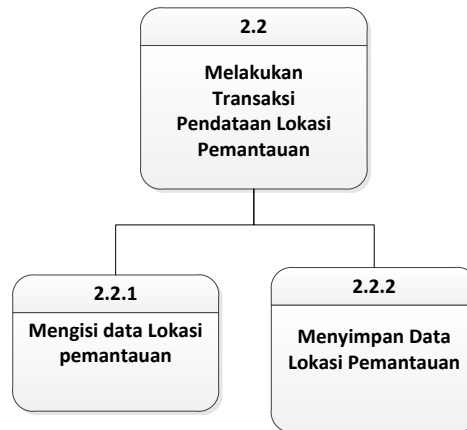 2.2
Melakukan
Transaksi
Pendataan Lokasi
Pemantauan
2.2.1
Mengisi data Lokasi
pemantauan
2.2.2
Menyimpan Data
Lokasi Pemantauan